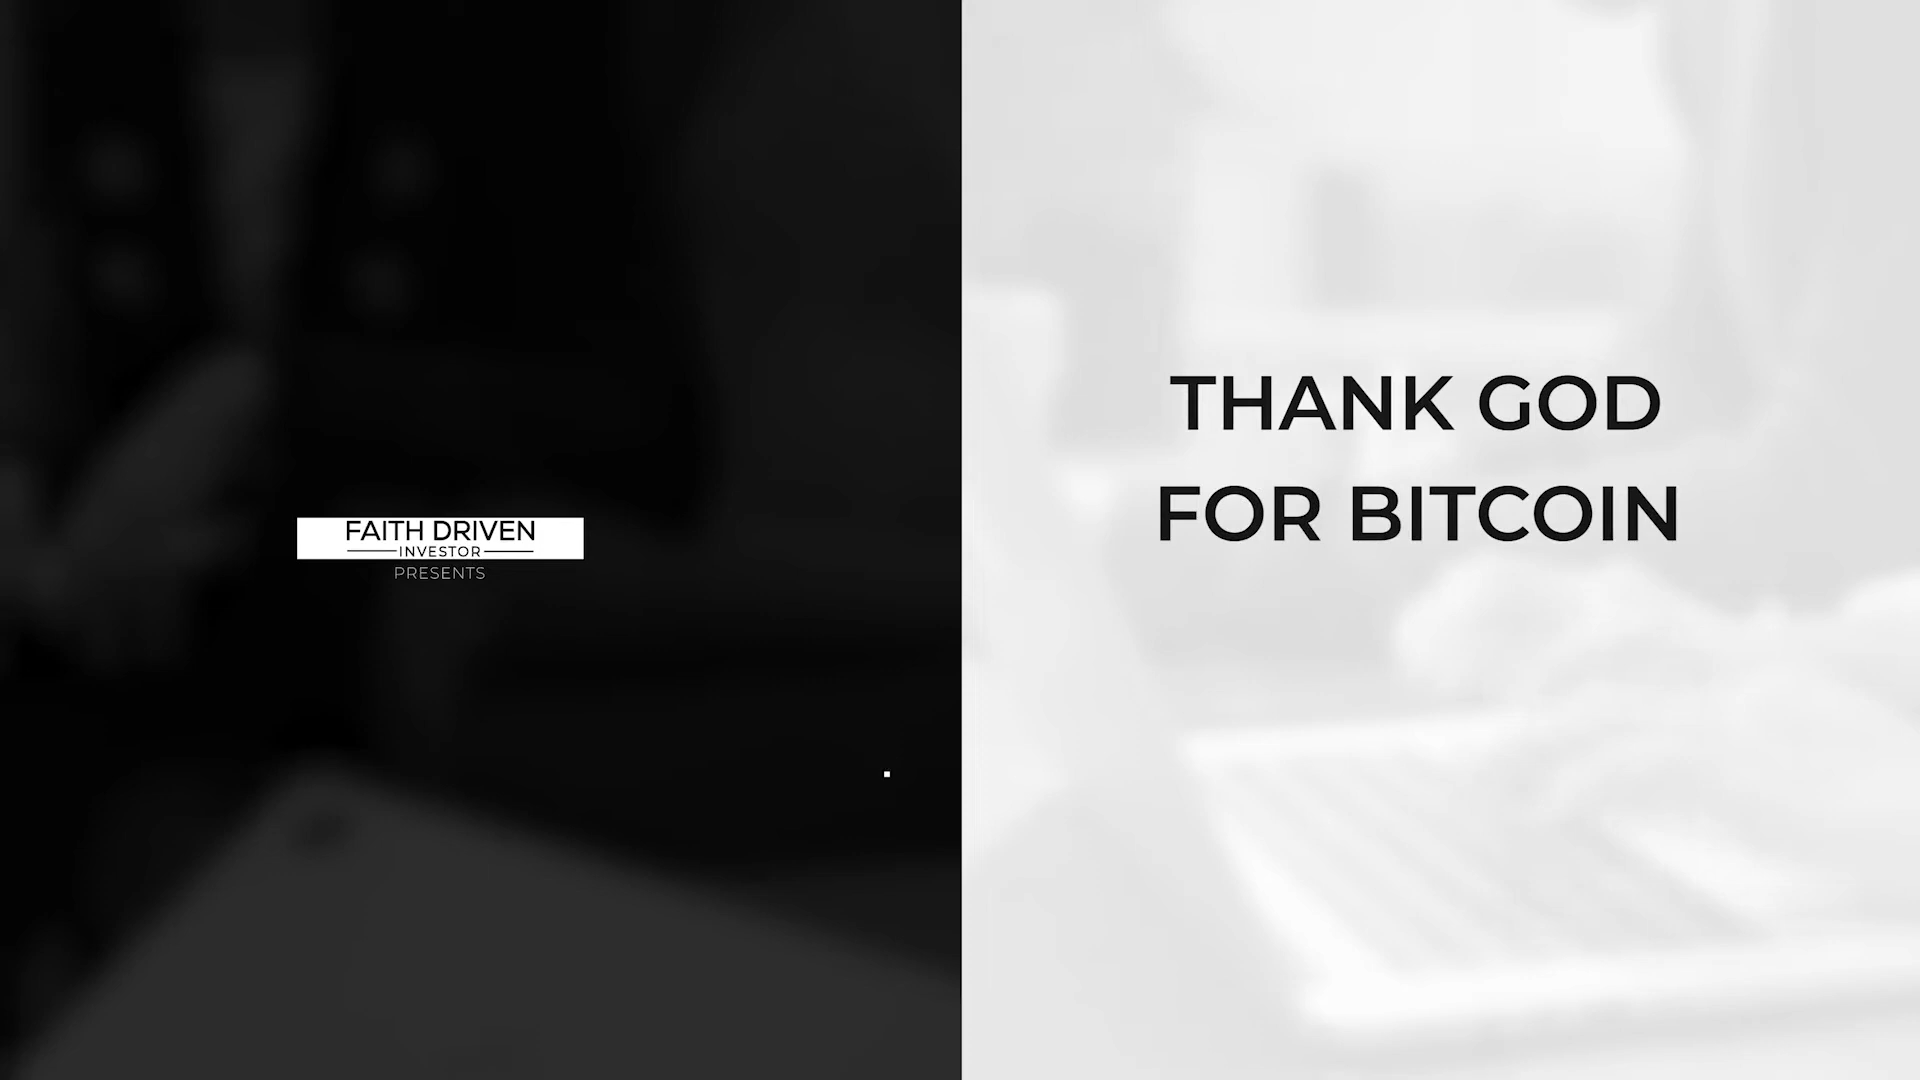 FAITH DRIVEN
INVESTOR
PRESENTS
THANK GOD
FOR BITCOIN